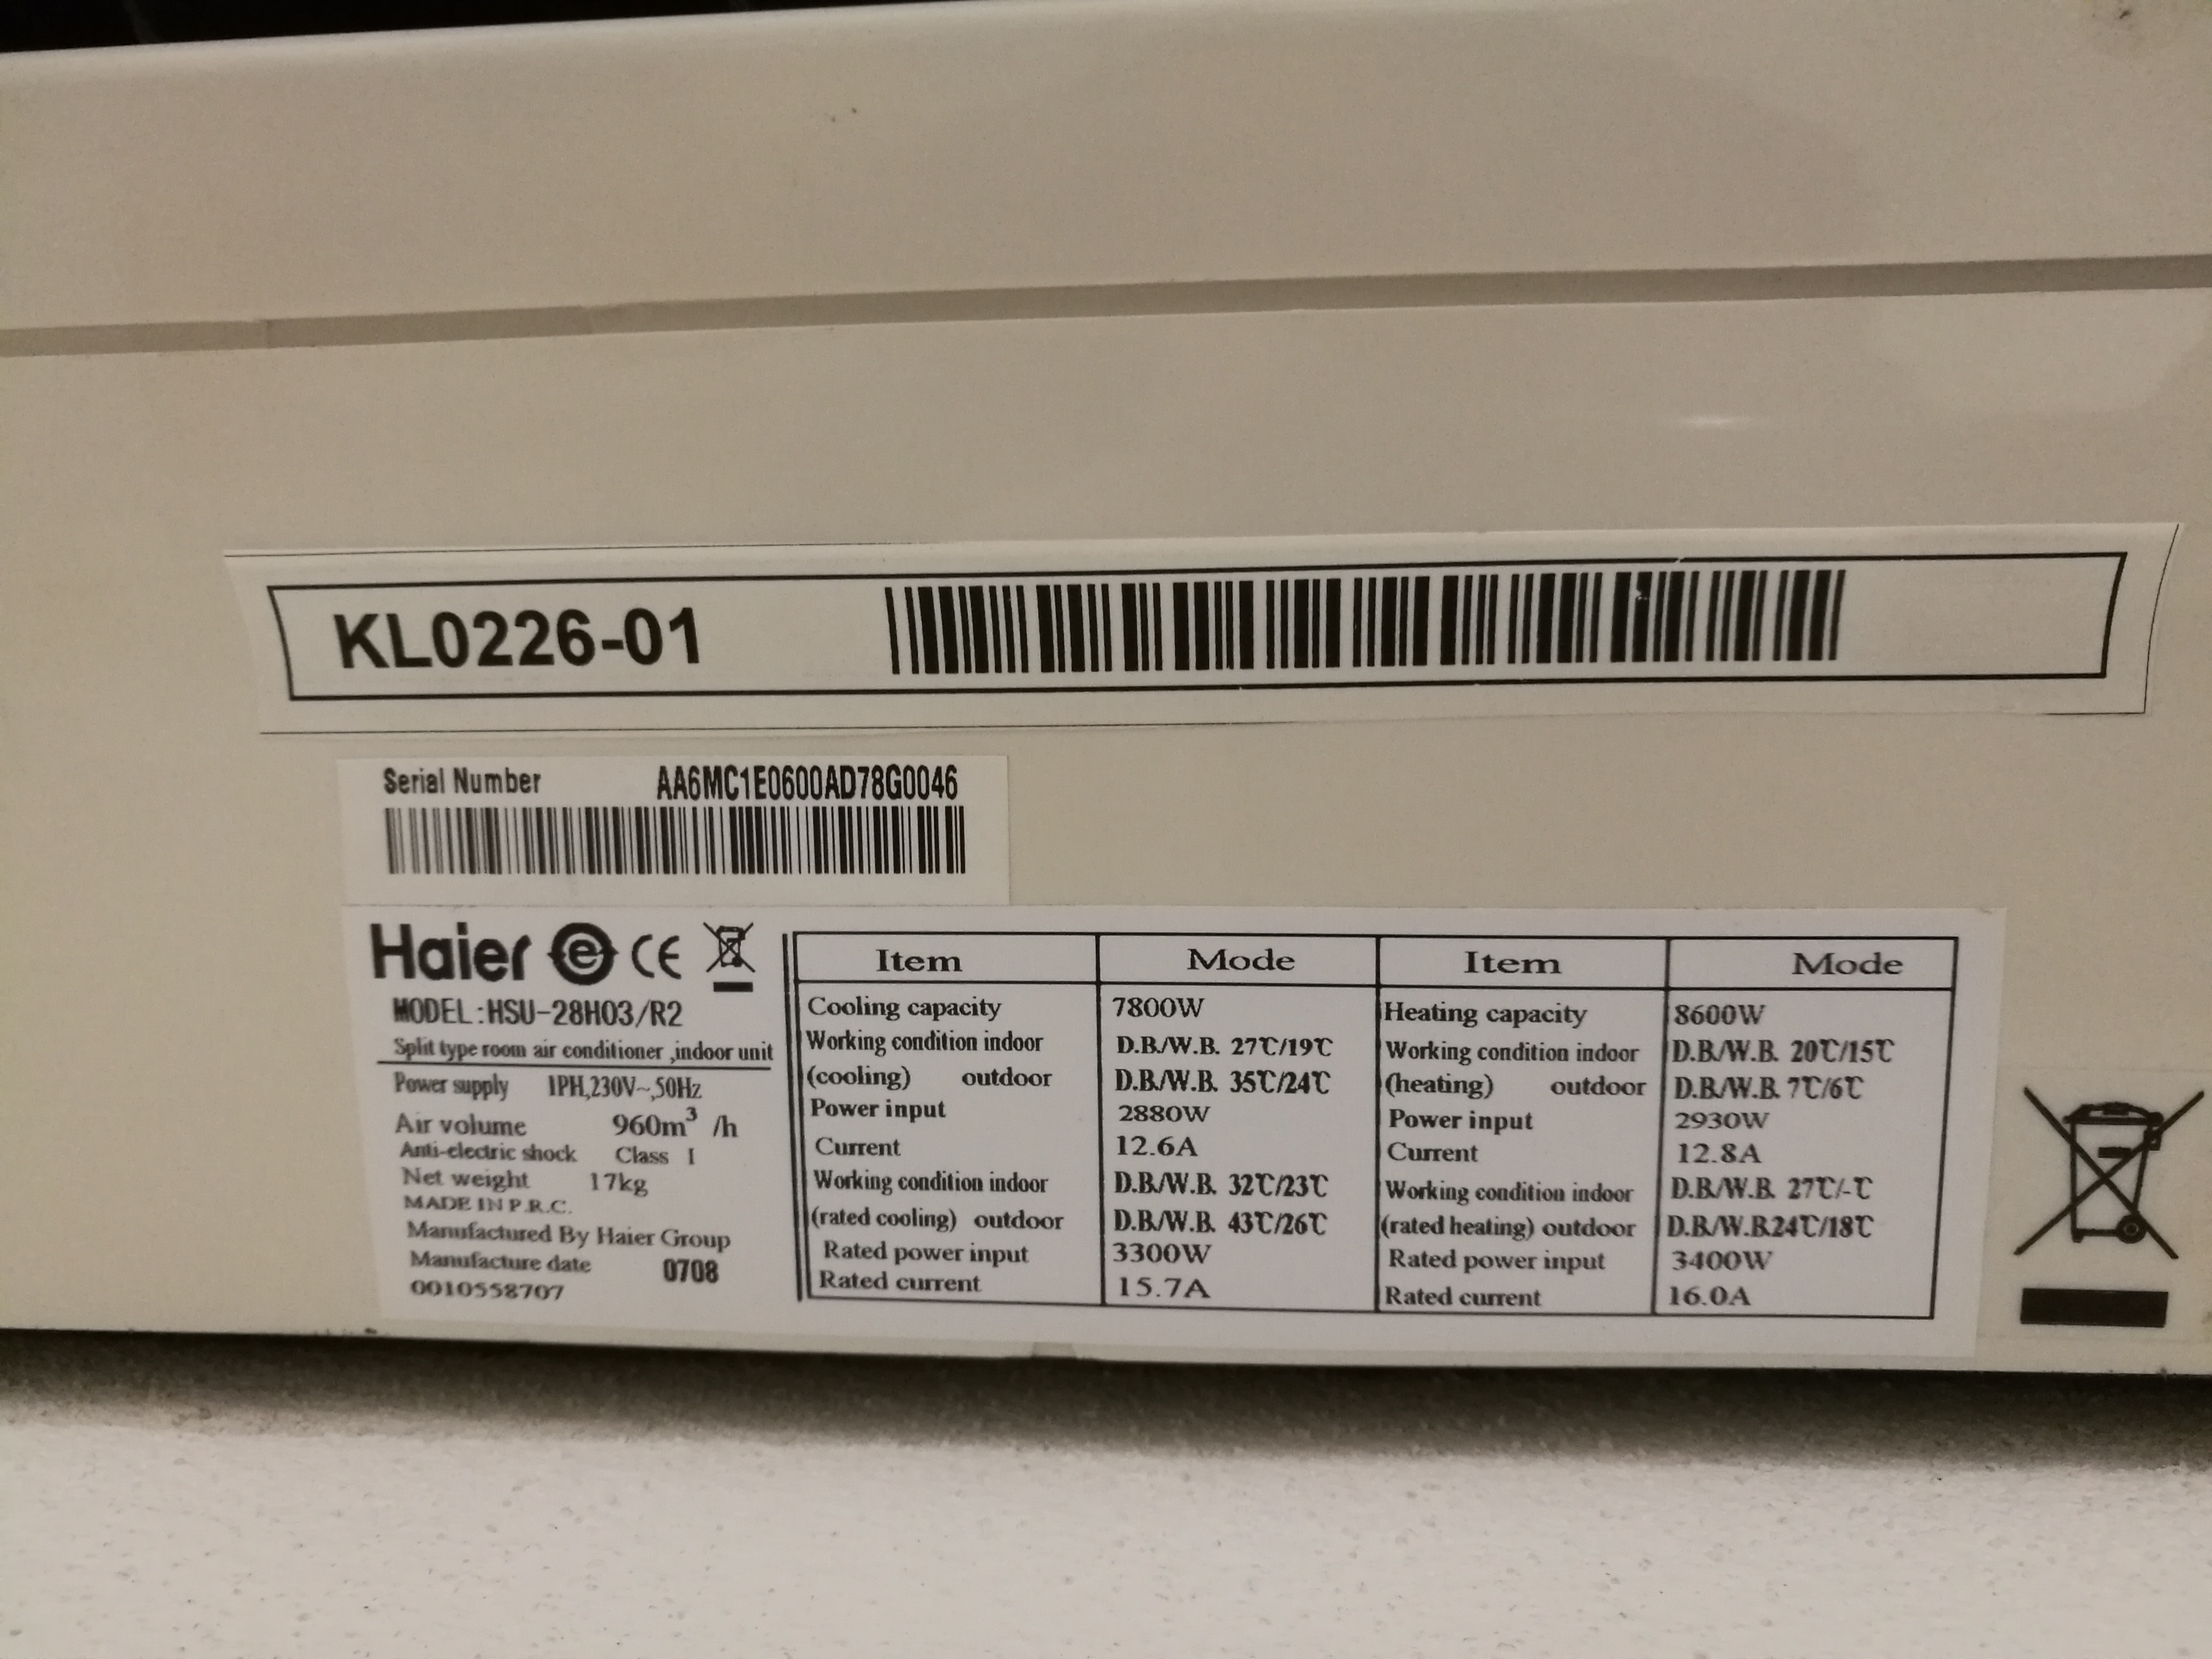 KL0226-01
Serial Number AA6MC1E0600AD78G0046
Haier e CE
MODEL:HSU-28H03/R2
Split type room air conditioner ,indoor unit
Power supply 1PH,230V~,50Hz
Air volume 960m³ /h
Anti-electric shock Class I
Net weight 17kg
MADE IN P.R.C.
Manufactured By Haier Group
Manufacture date 0708
0010558707
Item Mode Item Mode
Cooling capacity 7800W Heating capacity 8600W
Working condition indoor D.B./W.B. 27℃/19℃ Working condition indoor D.B./W.B. 20℃/15℃
(cooling) outdoor D.B./W.B. 35℃/24℃ (heating) outdoor D.B./W.B. 7℃/6℃
Power input 2880W Power input 2930W
Current 12.6A Current 12.8A
Working condition indoor D.B./W.B. 32℃/23℃ Working condition indoor D.B./W.B. 27℃/-℃
(rated cooling) outdoor D.B./W.B. 43℃/26℃ (rated heating) outdoor D.B./W.B.24℃/18℃
Rated power input 3300W Rated power input 3400W
Rated current 15.7A Rated current 16.0A